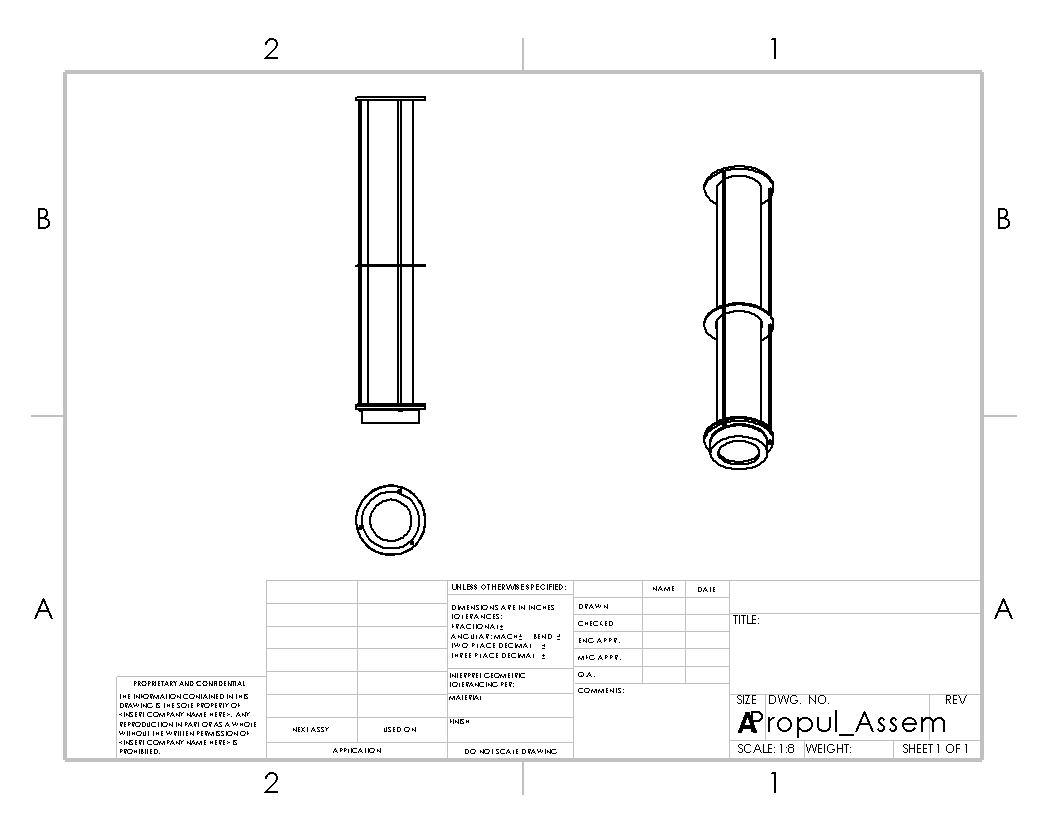 2 1
B B
A A
UNLESS OTHERWISE SPECIFIED:
NAME DATE
DIMENSIONS ARE IN INCHES
TOLERANCES:
FRACTIONAL±
ANGULAR: MACH± BEND ±
TWO PLACE DECIMAL ±
THREE PLACE DECIMAL ±
DRAWN
CHECKED
ENG APPR.
MFG APPR.
Q.A.
COMMENTS:
TITLE:
INTERPRET GEOMETRIC
TOLERANCING PER:
MATERIAL
FINISH
PROPRIETARY AND CONFIDENTIAL
THE INFORMATION CONTAINED IN THIS
DRAWING IS THE SOLE PROPERTY OF
<INSERT COMPANY NAME HERE>. ANY
REPRODUCTION IN PART OR AS A WHOLE
WITHOUT THE WRITTEN PERMISSION OF
<INSERT COMPANY NAME HERE> IS
PROHIBITED.
NEXT ASSY USED ON
APPLICATION
DO NOT SCALE DRAWING
SIZE DWG. NO. REV
A Propul_Assem
SCALE: 1:8 WEIGHT: SHEET 1 OF 1
2 1